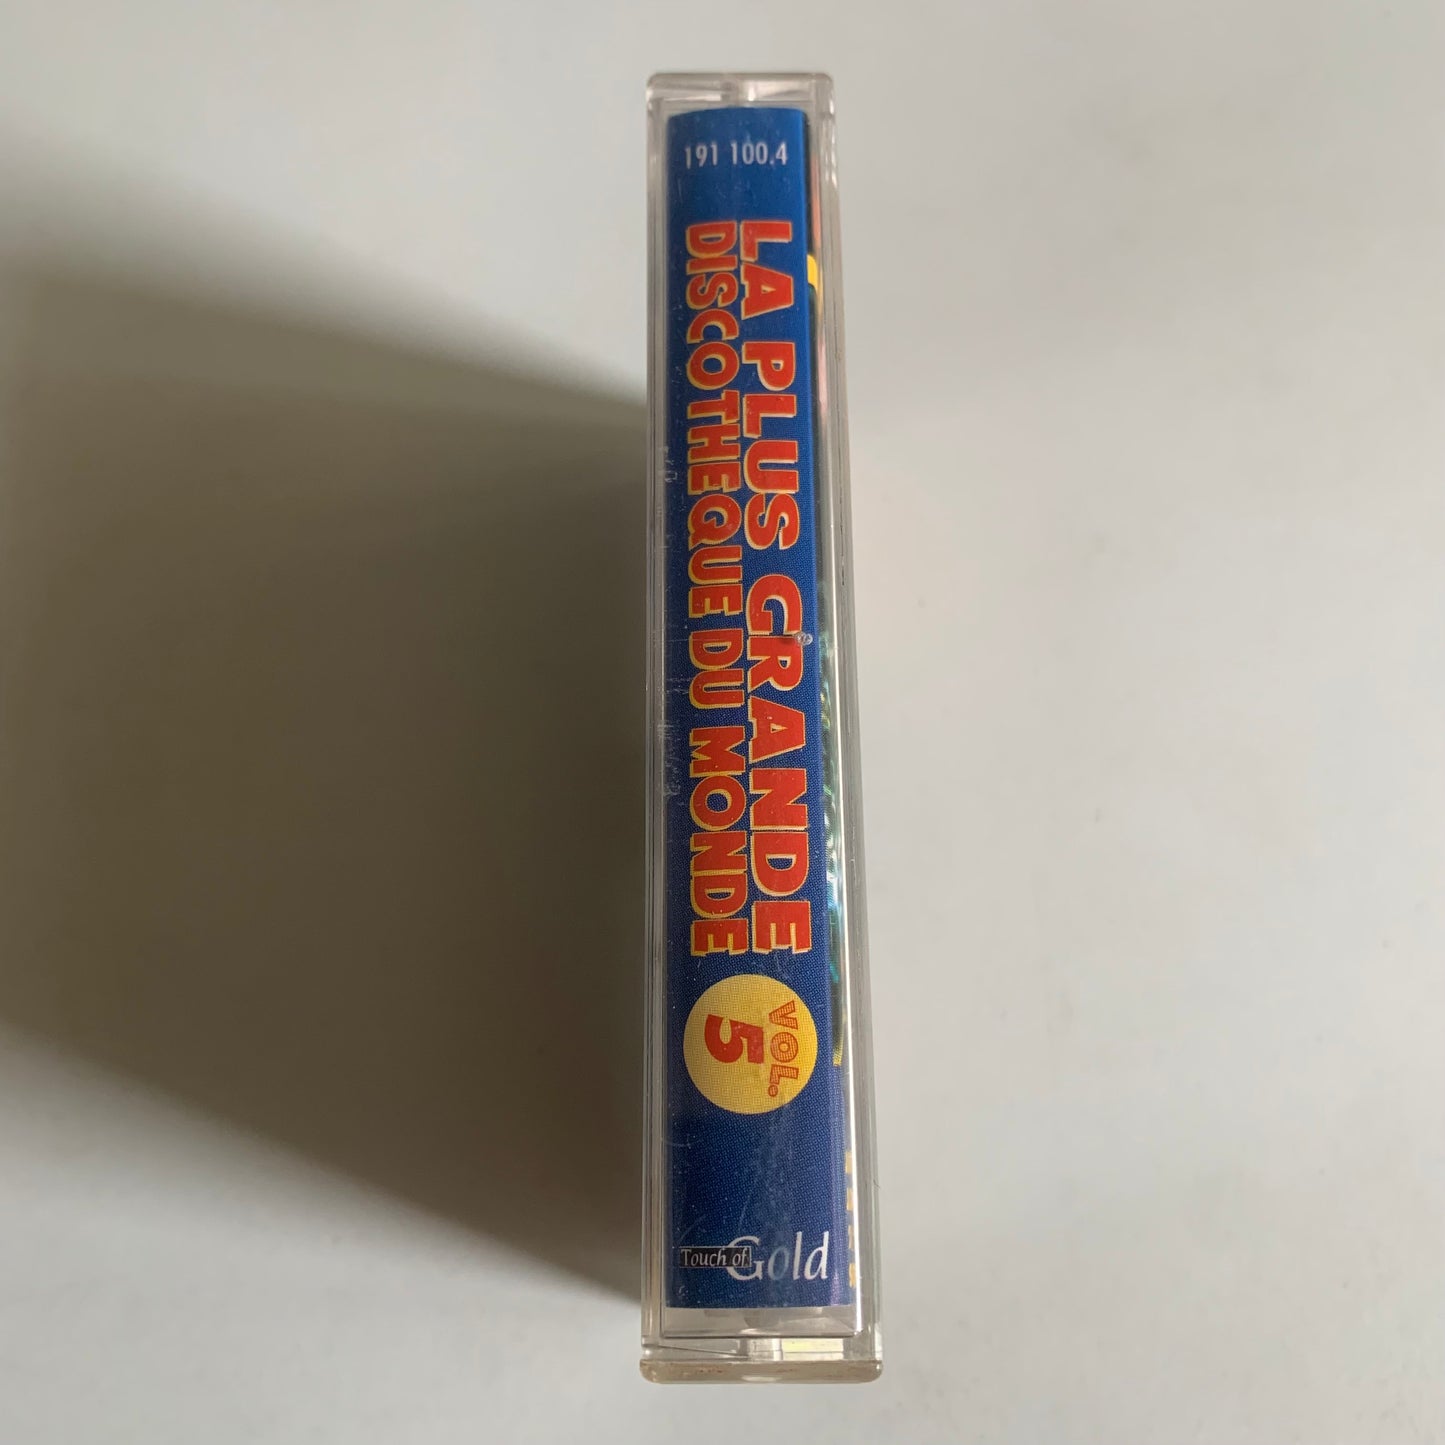 191 100.4
LA PLUS GRANDE
DISCOTHEQUE DU MONDE
VOL.
5
Touch of Gold